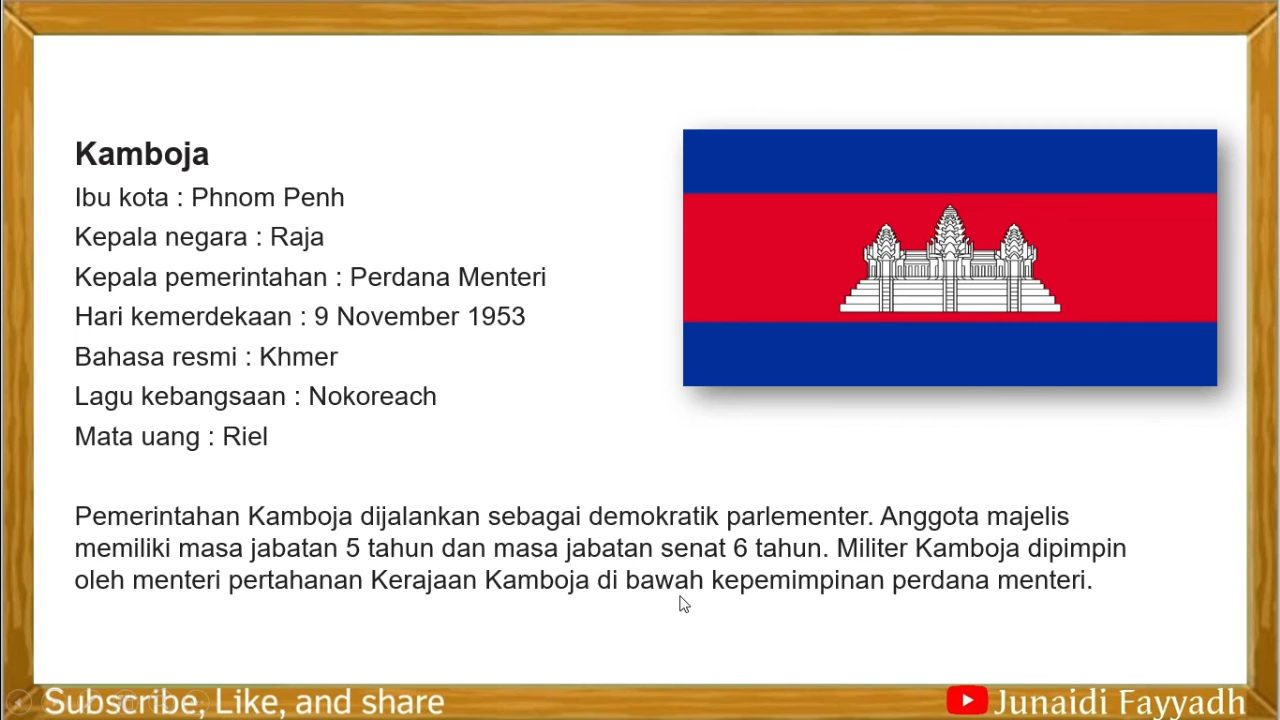 Kamboja
Ibu kota : Phnom Penh
Kepala negara : Raja
Kepala pemerintahan : Perdana Menteri
Hari kemerdekaan : 9 November 1953
Bahasa resmi : Khmer
Lagu kebangsaan : Nokoreach
Mata uang : Riel
Pemerintahan Kamboja dijalankan sebagai demokratik parlementer. Anggota majelis
memiliki masa jabatan 5 tahun dan masa jabatan senat 6 tahun. Militer Kamboja dipimpin
oleh menteri pertahanan Kerajaan Kamboja di bawah kepemimpinan perdana menteri.
Subscribe, Like, and share
Junaidi Fayyadh